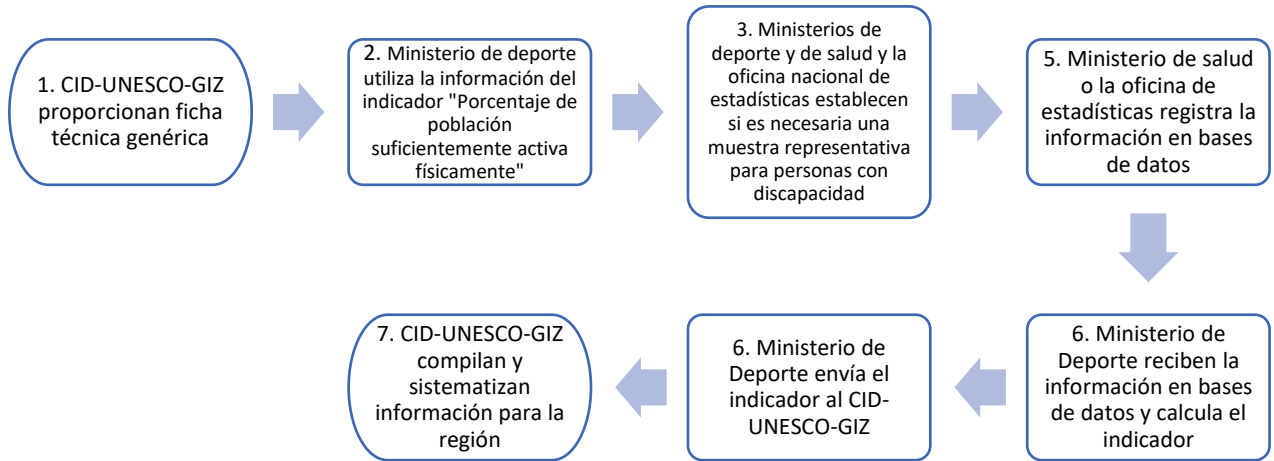 1. CID-UNESCO-GIZ
proporcionan ficha
técnica genérica
2. Ministerio de deporte
utiliza la información del
indicador "Porcentaje de
población
suficientemente activa
físicamente"
3. Ministerios de
deporte y de salud y la
oficina nacional de
estadísticas establecen
si es necesaria una
muestra representativa
para personas con
discapacidad
5. Ministerio de salud
o la oficina de
estadísticas registra la
información en bases
de datos
6. Ministerio de
Deporte reciben la
información en bases
de datos y calcula el
indicador
6. Ministerio de
Deporte envía el
indicador al CID-
UNESCO-GIZ
7. CID-UNESCO-GIZ
compilan y
sistematizan
información para la
región